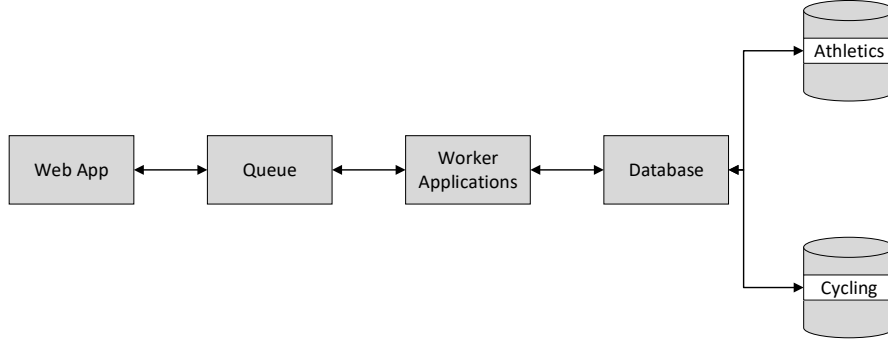 Athletics
Web App
Queue
Worker
Applications
Database
Cycling